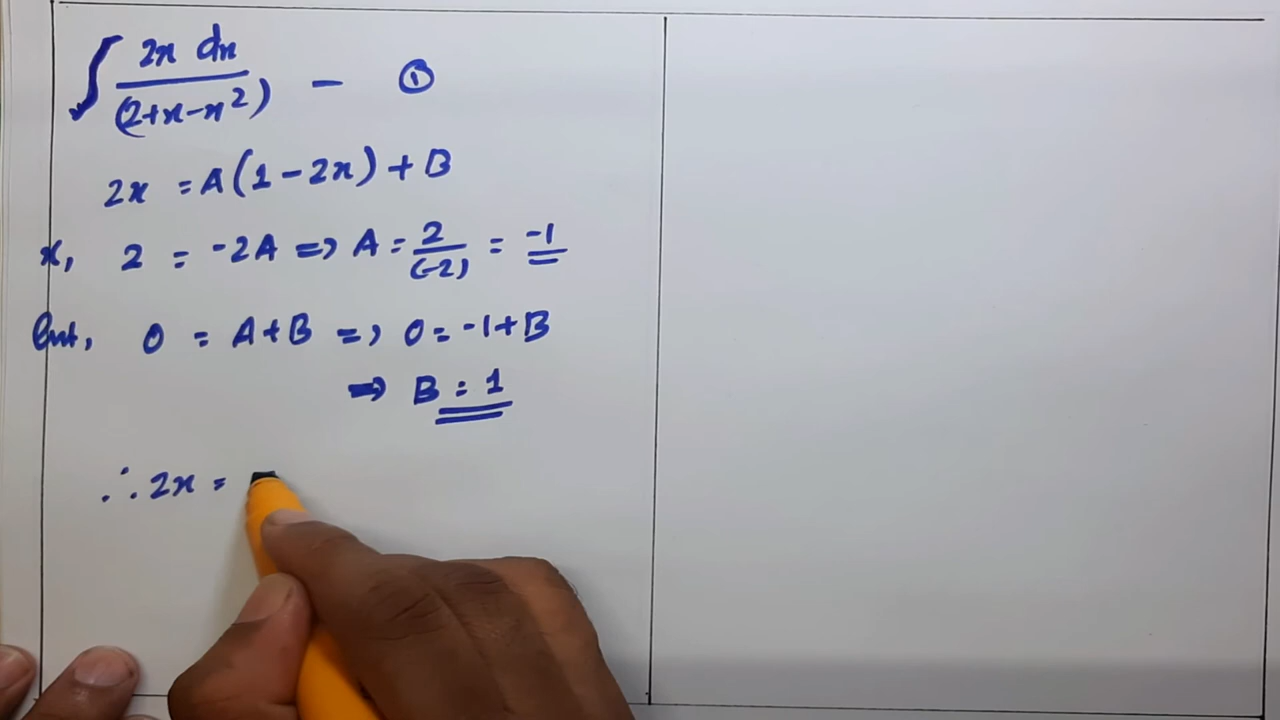 ∫ 2x dx / (2+x-x²) — ①
2x = A(1-2x)+B
x, 2 = -2A ⇒ A = 2/(-2) = -1
Cnt, 0 = A+B ⇒ 0 = -1+B
⇒ B = 1
∴ 2x =